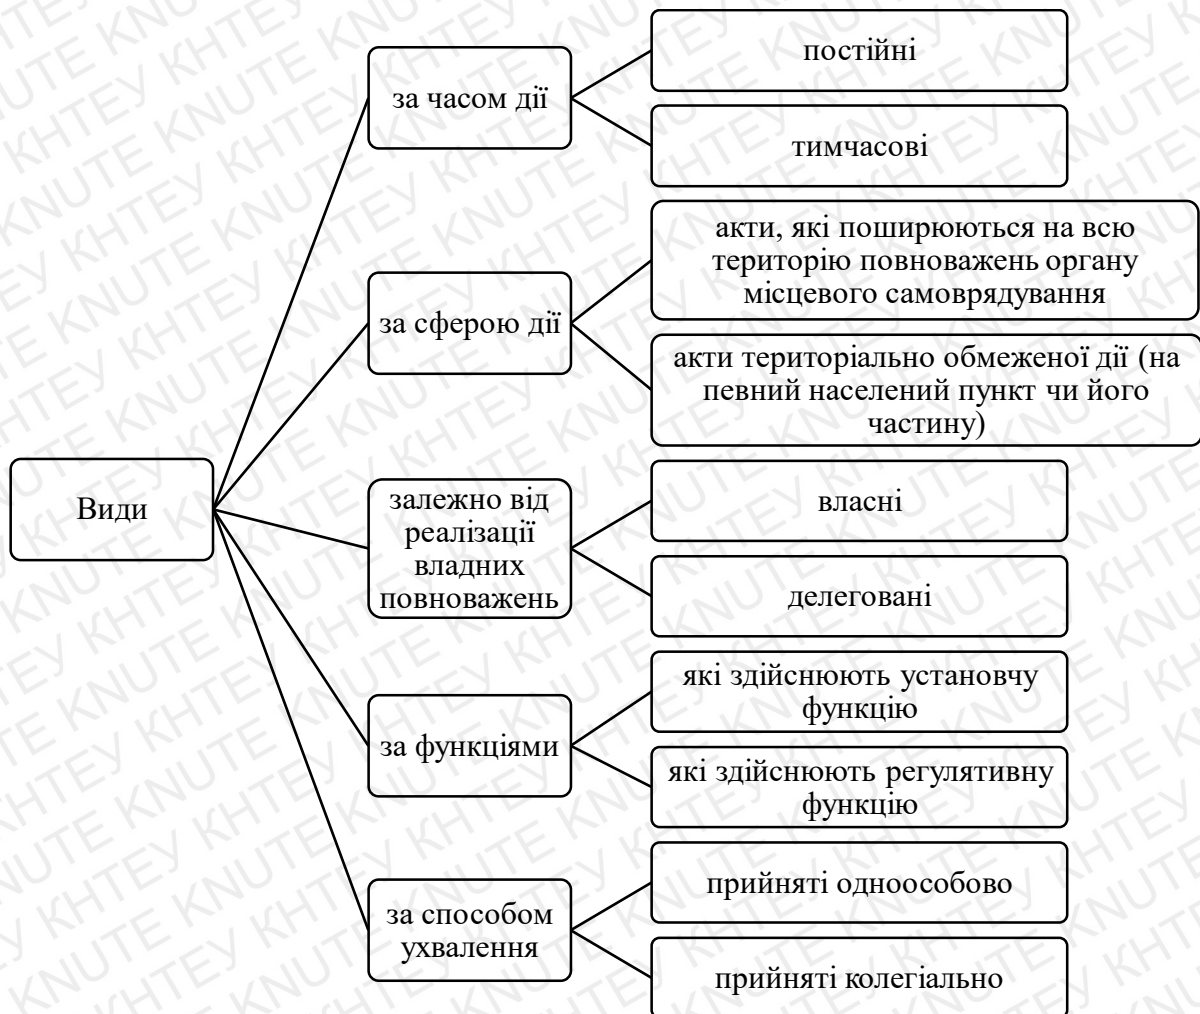 Види
за часом дії
постійні
тимчасові
за сферою дії
акти, які поширюються на всю
територію повноважень органу
місцевого самоврядування
акти територіально обмеженої дії (на
певний населений пункт чи його
частину)
залежно від
реалізації
владних
повноважень
власні
делеговані
за функціями
які здійснюють установчу
функцію
які здійснюють регулятивну
функцію
за способом
ухвалення
прийняті одноособово
прийняті колегіально